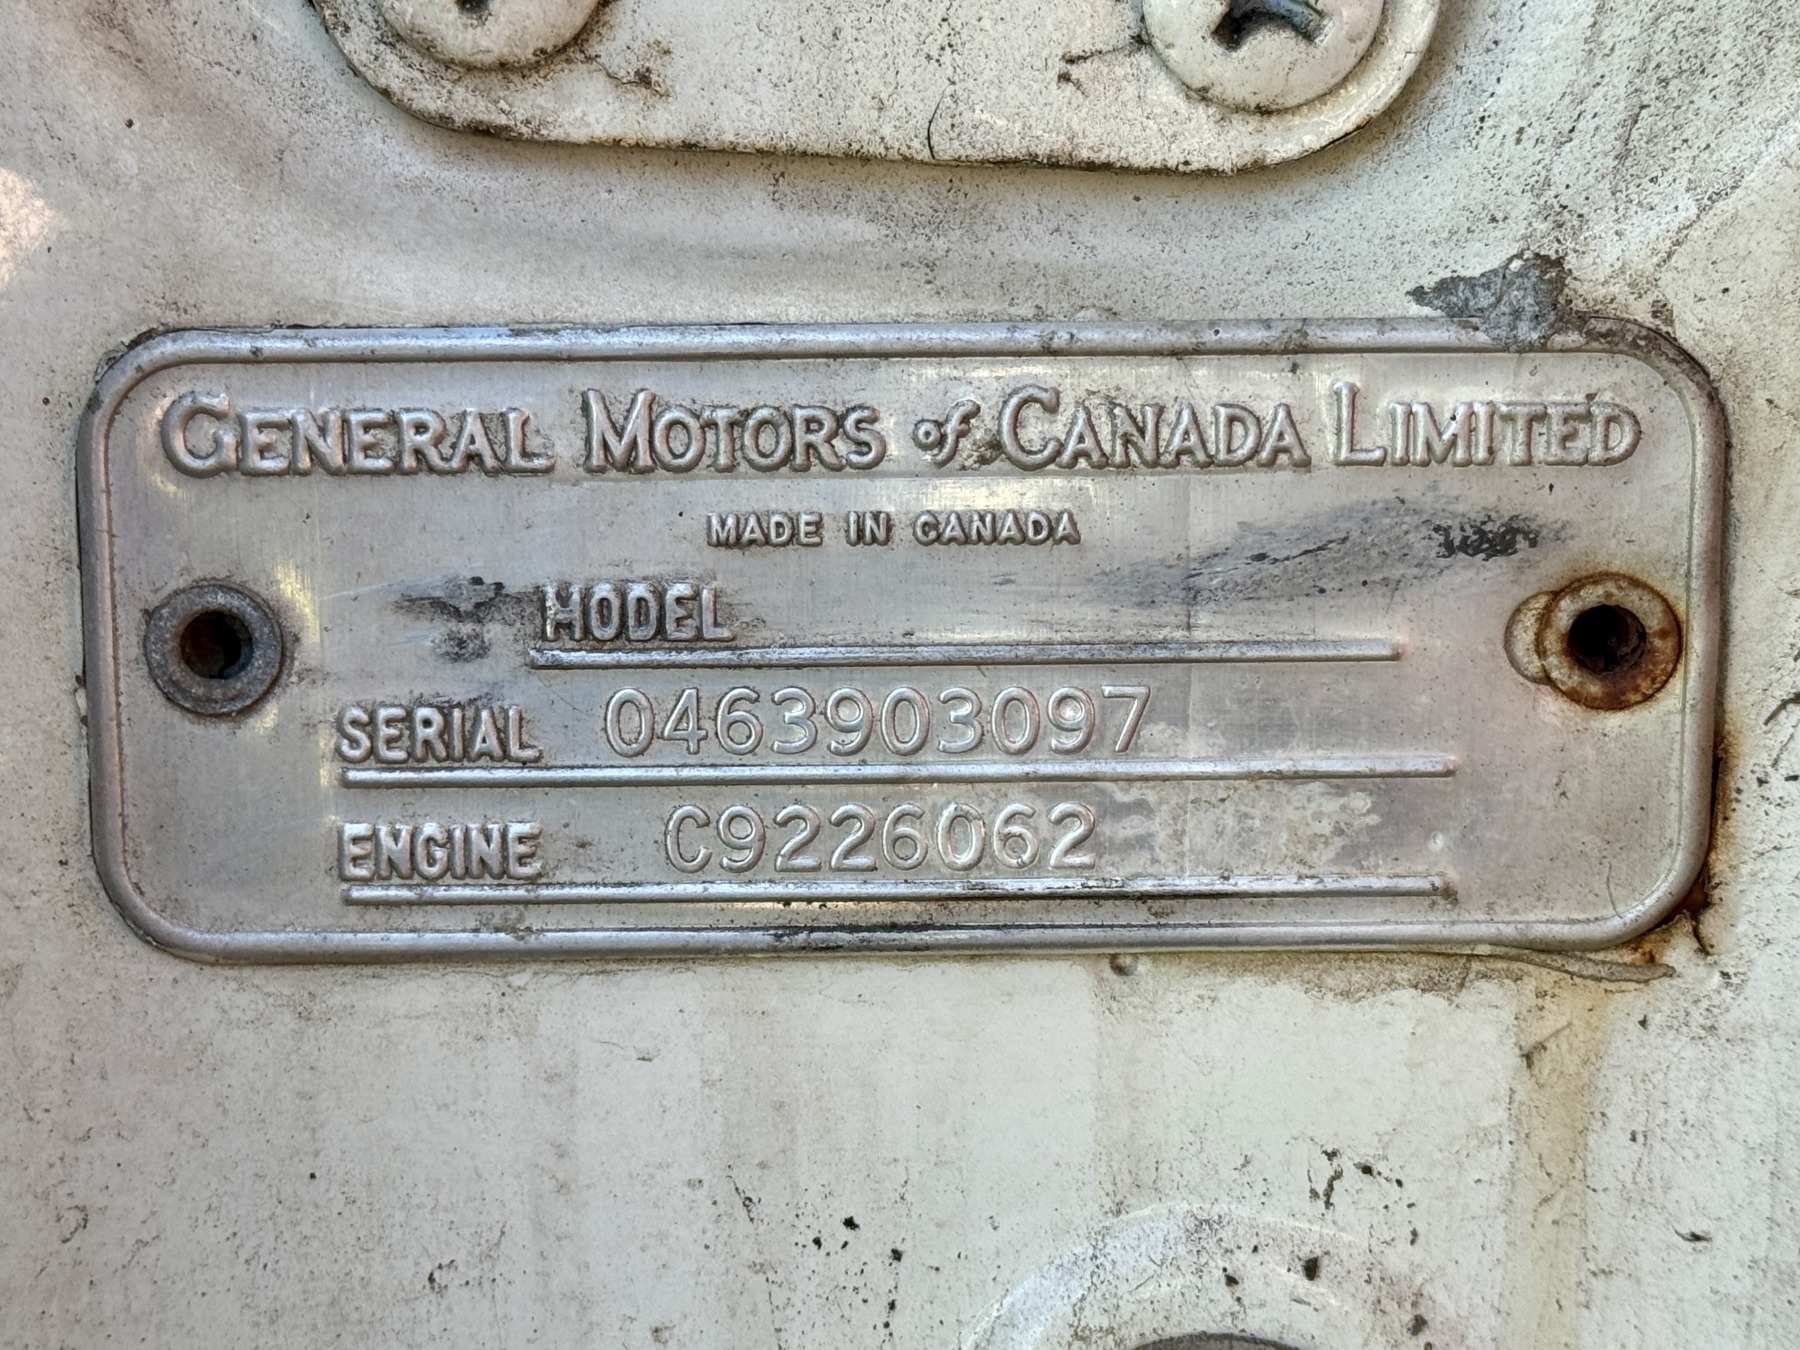 GENERAL MOTORS of CANADA LIMITED
MADE IN CANADA
MODEL
SERIAL 0463903097
ENGINE C9226062